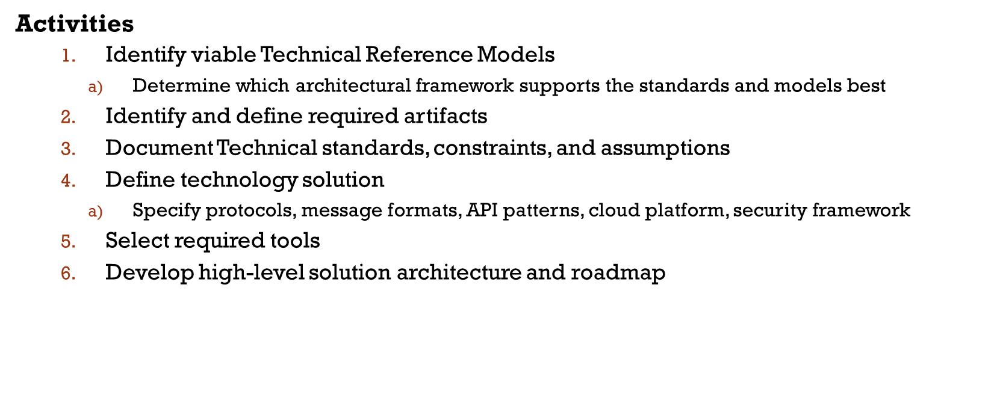 Activities
1. Identify viable Technical Reference Models
a) Determine which architectural framework supports the standards and models best
2. Identify and define required artifacts
3. Document Technical standards, constraints, and assumptions
4. Define technology solution
a) Specify protocols, message formats, API patterns, cloud platform, security framework
5. Select required tools
6. Develop high-level solution architecture and roadmap